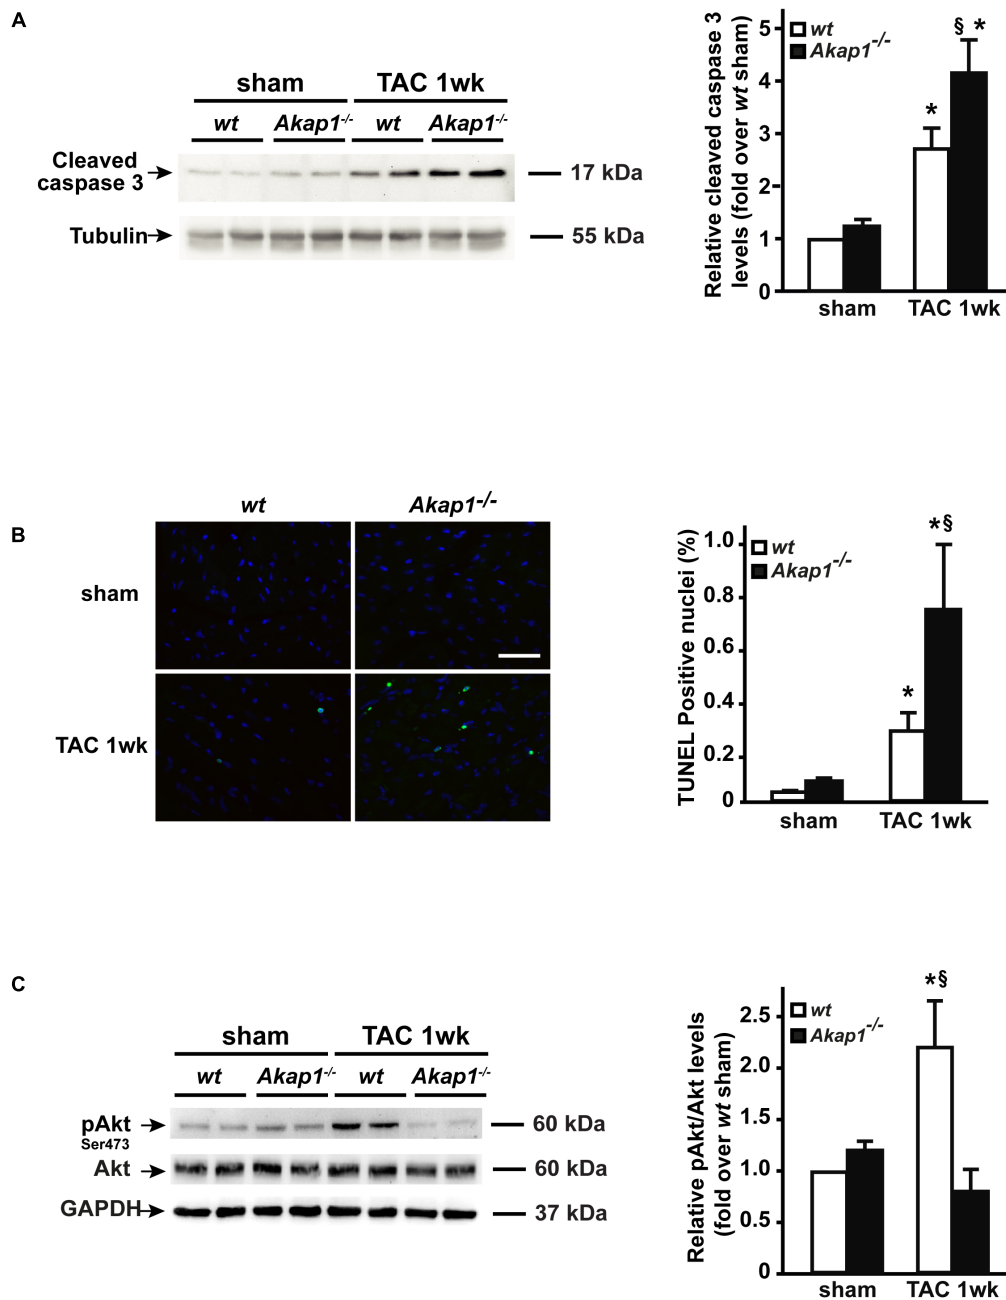 A
sham TAC 1wk
wt Akap1-/- wt Akap1-/-
Cleaved
caspase 3
17 kDa
Tubulin
55 kDa
Relative cleaved caspase 3
levels (fold over wt sham)
5
4
3
2
1
0
wt
Akap1-/-
*
§ *
sham TAC 1wk
B
wt Akap1-/-
sham
TAC 1wk
TUNEL Positive nuclei (%)
1.0
0.8
0.6
0.4
0.2
0
wt
Akap1-/-
*
*§
sham TAC 1wk
C
sham TAC 1wk
wt Akap1-/- wt Akap1-/-
pAkt
Ser473
60 kDa
Akt
60 kDa
GAPDH
37 kDa
Relative pAkt/Akt levels
(fold over wt sham)
2.5
2.0
1.5
1.0
0.5
0
wt
Akap1-/-
*§
sham TAC 1wk